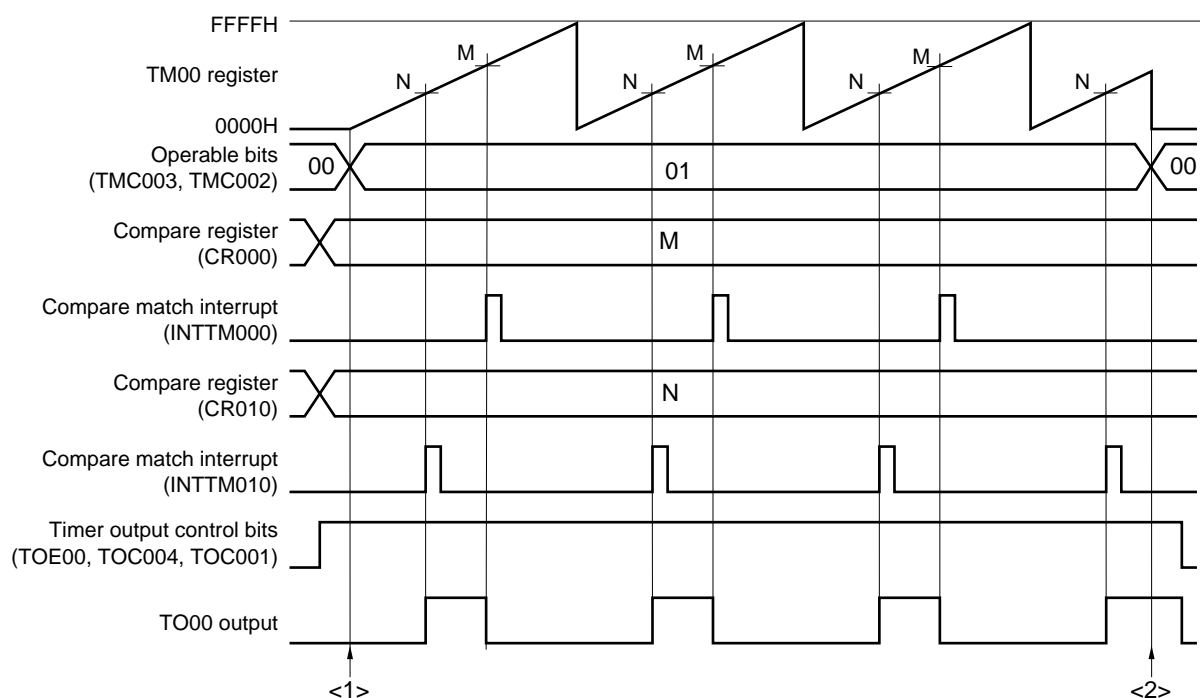 FFFFH
TM00 register
N M N M N M N
0000H
Operable bits
(TMC003, TMC002)
00 01 00
Compare register
(CR000)
M
Compare match interrupt
(INTTM000)
Compare register
(CR010)
N
Compare match interrupt
(INTTM010)
Timer output control bits
(TOE00, TOC004, TOC001)
TO00 output
<1> <2>